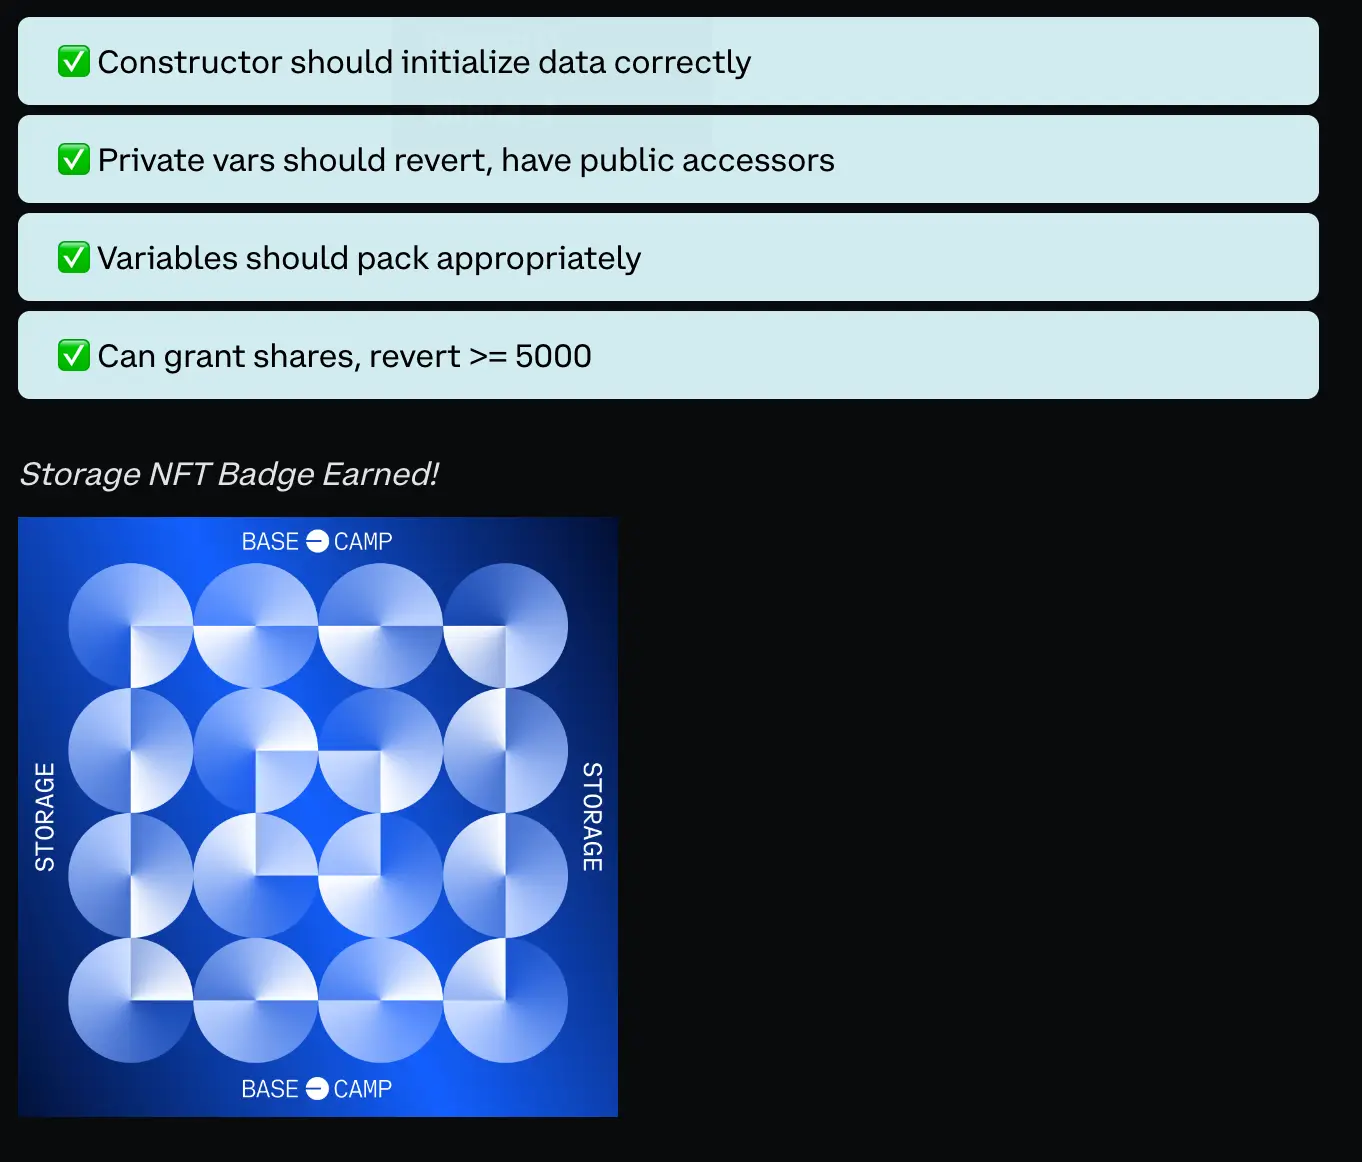 ✅ Constructor should initialize data correctly
✅ Private vars should revert, have public accessors
✅ Variables should pack appropriately
✅ Can grant shares, revert >= 5000
Storage NFT Badge Earned!
BASE CAMP
STORAGE
STORAGE
BASE CAMP